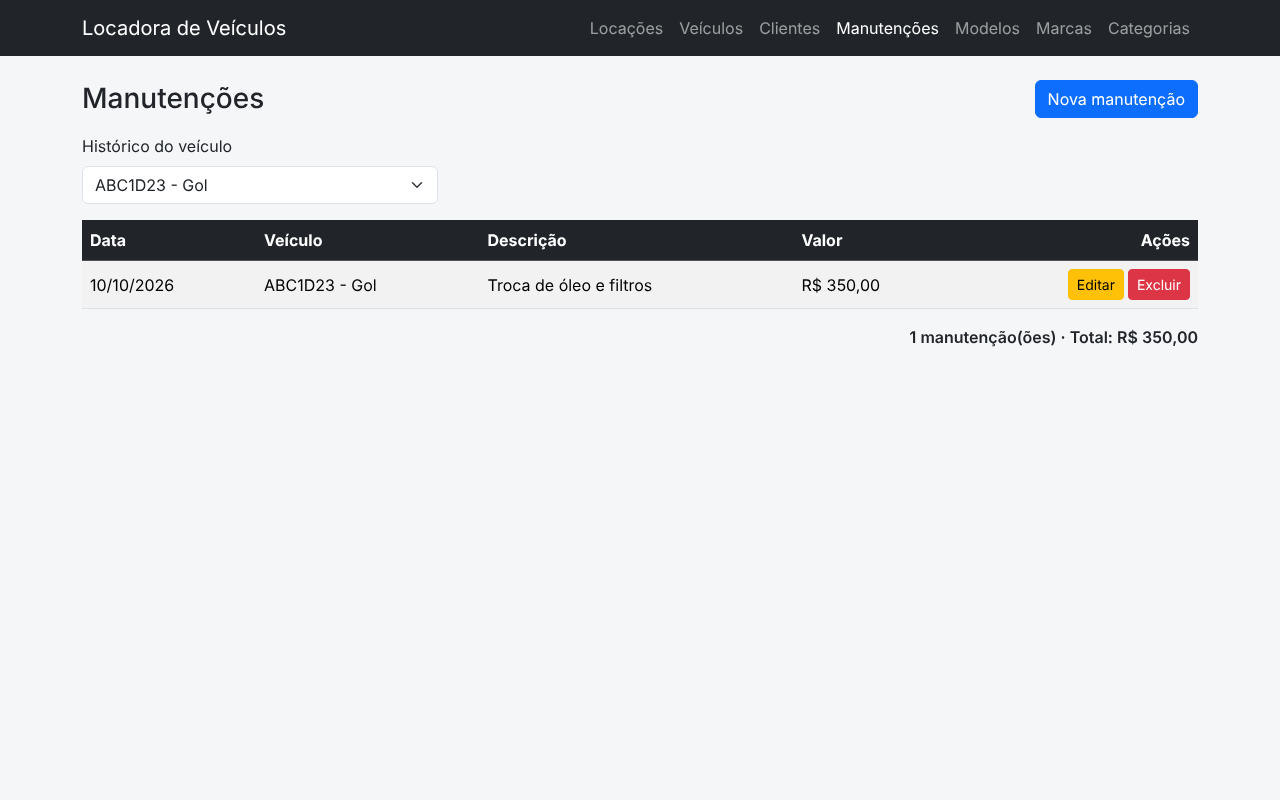 Locadora de Veículos
Locações Veículos Clientes Manutenções Modelos Marcas Categorias
Manutenções
Nova manutenção
Histórico do veículo
ABC1D23 - Gol
Data Veículo Descrição Valor Ações
10/10/2026 ABC1D23 - Gol Troca de óleo e filtros R$ 350,00 Editar Excluir
1 manutenção(ões) · Total: R$ 350,00